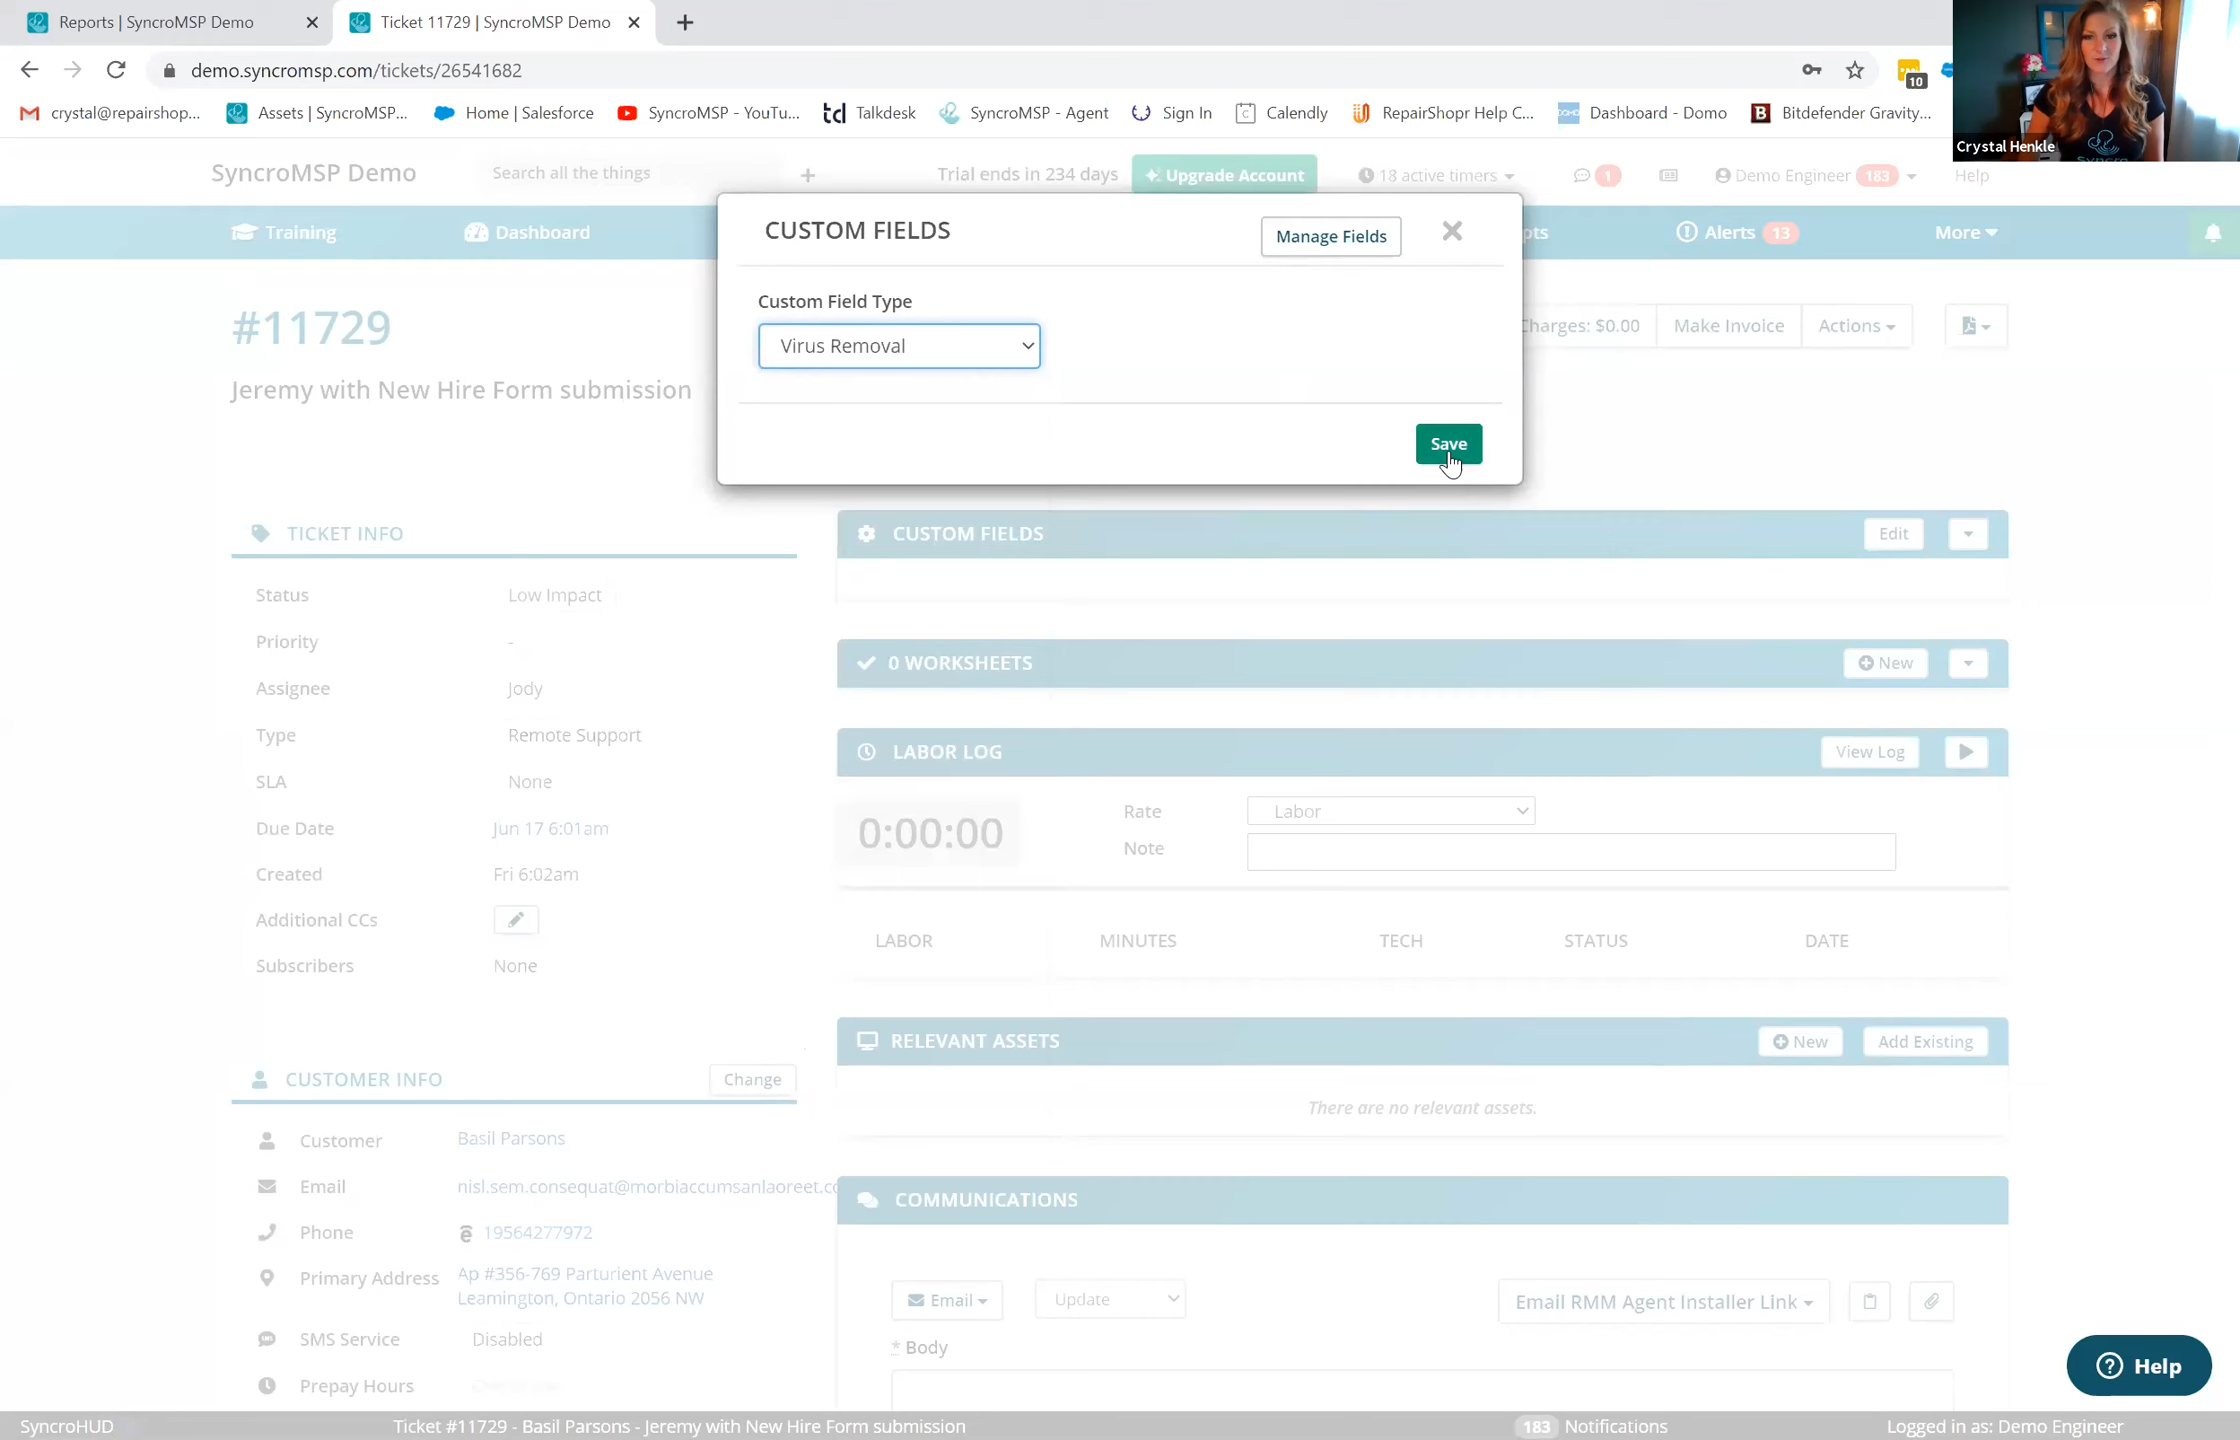 Reports | SyncroMSP Demo
Ticket 11729 | SyncroMSP Demo
demo.syncromsp.com/tickets/26541682
10
crystal@repairshop...
Assets | SyncroMSP...
Home | Salesforce
SyncroMSP - YouTu...
td Talkdesk
SyncroMSP - Agent
Sign In
C Calendly
RepairShopr Help C...
DOMO Dashboard - Domo
B Bitdefender Gravity...
Crystal Henkle
Syncro
SyncroMSP Demo
Search all the things
Trial ends in 234 days
Upgrade Account
18 active timers
1
Demo Engineer 183
Help
Training
Dashboard
pts
Alerts 13
More
CUSTOM FIELDS
Manage Fields
Custom Field Type
Virus Removal
Save
#11729
Jeremy with New Hire Form submission
Charges: $0.00
Make Invoice
Actions
TICKET INFO
Status Low Impact
Priority -
Assignee Jody
Type Remote Support
SLA None
Due Date Jun 17 6:01am
Created Fri 6:02am
Additional CCs
Subscribers None
CUSTOMER INFO
Change
Customer Basil Parsons
Email nisl.sem.consequat@morbiaccumsanlaoreet.co
Phone 19564277972
Primary Address Ap #356-769 Parturient Avenue
Leamington, Ontario 2056 NW
SMS Service Disabled
Prepay Hours
CUSTOM FIELDS
Edit
0 WORKSHEETS
New
LABOR LOG
View Log
0:00:00
Rate Labor
Note
LABOR MINUTES TECH STATUS DATE
RELEVANT ASSETS
New
Add Existing
There are no relevant assets.
COMMUNICATIONS
Email
Update
Email RMM Agent Installer Link
* Body
Help
SyncroHUD
Ticket #11729 - Basil Parsons - Jeremy with New Hire Form submission
183 Notifications
Logged in as: Demo Engineer